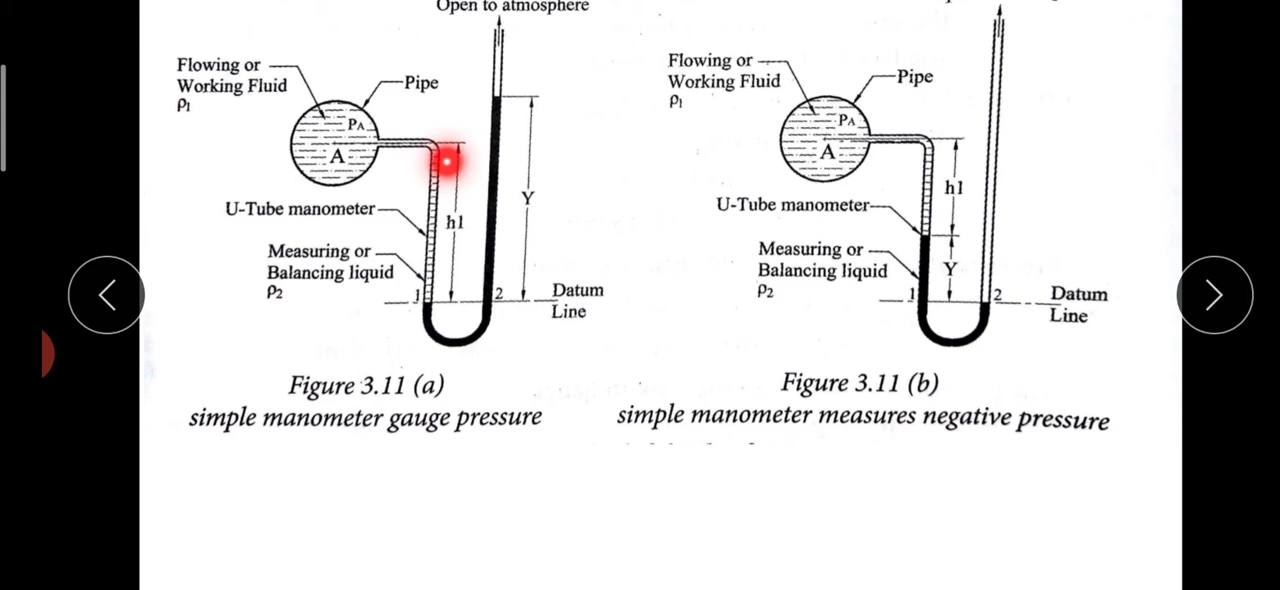 Open to atmosphere
Flowing or
Working Fluid
ρ1
Pipe
PA
A
U-Tube manometer
h1
Y
Measuring or
Balancing liquid
ρ2
1
2
Datum
Line
Figure 3.11 (a)
simple manometer gauge pressure
Flowing or
Working Fluid
ρ1
Pipe
PA
A
h1
U-Tube manometer
Measuring or
Balancing liquid
ρ2
Y
1
2
Datum
Line
Figure 3.11 (b)
simple manometer measures negative pressure